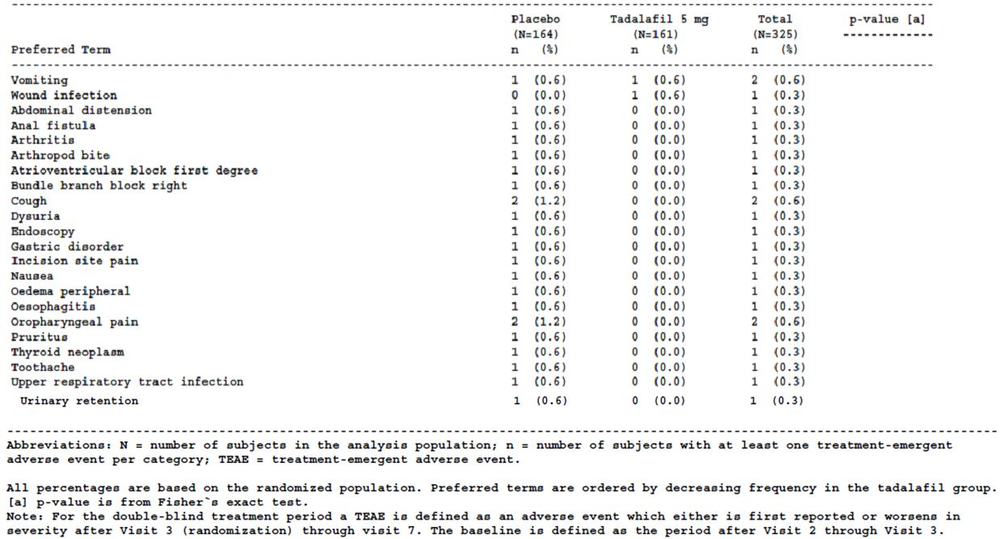 Placebo Tadalafil 5 mg Total p-value [a]
(N=164) (N=161) (N=325) -------------
Preferred Term n (%) n (%) n (%)
Vomiting 1 (0.6) 1 (0.6) 2 (0.6)
Wound infection 0 (0.0) 1 (0.6) 1 (0.3)
Abdominal distension 1 (0.6) 0 (0.0) 1 (0.3)
Anal fistula 1 (0.6) 0 (0.0) 1 (0.3)
Arthritis 1 (0.6) 0 (0.0) 1 (0.3)
Arthropod bite 1 (0.6) 0 (0.0) 1 (0.3)
Atrioventricular block first degree 1 (0.6) 0 (0.0) 1 (0.3)
Bundle branch block right 1 (0.6) 0 (0.0) 1 (0.3)
Cough 2 (1.2) 0 (0.0) 2 (0.6)
Dysuria 1 (0.6) 0 (0.0) 1 (0.3)
Endoscopy 1 (0.6) 0 (0.0) 1 (0.3)
Gastric disorder 1 (0.6) 0 (0.0) 1 (0.3)
Incision site pain 1 (0.6) 0 (0.0) 1 (0.3)
Nausea 1 (0.6) 0 (0.0) 1 (0.3)
Oedema peripheral 1 (0.6) 0 (0.0) 1 (0.3)
Oesophagitis 1 (0.6) 0 (0.0) 1 (0.3)
Oropharyngeal pain 2 (1.2) 0 (0.0) 2 (0.6)
Pruritus 1 (0.6) 0 (0.0) 1 (0.3)
Thyroid neoplasm 1 (0.6) 0 (0.0) 1 (0.3)
Toothache 1 (0.6) 0 (0.0) 1 (0.3)
Upper respiratory tract infection 1 (0.6) 0 (0.0) 1 (0.3)
Urinary retention 1 (0.6) 0 (0.0) 1 (0.3)
Abbreviations: N = number of subjects in the analysis population; n = number of subjects with at least one treatment-emergent
adverse event per category; TEAE = treatment-emergent adverse event.
All percentages are based on the randomized population. Preferred terms are ordered by decreasing frequency in the tadalafil group.
[a] p-value is from Fisher`s exact test.
Note: For the double-blind treatment period a TEAE is defined as an adverse event which either is first reported or worsens in
severity after Visit 3 (randomization) through visit 7. The baseline is defined as the period after Visit 2 through Visit 3.